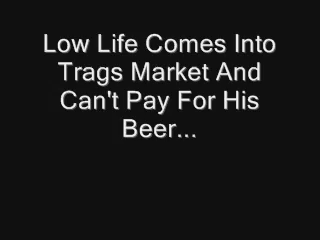 Low Life Comes Into
Trags Market And
Can't Pay For His
Beer...